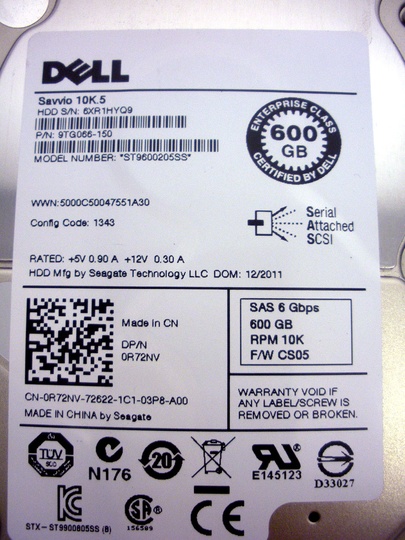 DELL
Savvio 10K.5
HDD S/N: 6XR1HYQ9
P/N: 9TG066-150
MODEL NUMBER: "ST9600205SS"
ENTERPRISE CLASS
600
GB
CERTIFIED BY DELL
WWN:5000C50047551A30
Config Code: 1343
Serial
Attached
SCSI
RATED: +5V 0.90 A +12V 0.30 A
HDD Mfg by Seagate Technology LLC DOM: 12/2011
Made in CN
DP/N
0R72NV
SAS 6 Gbps
600 GB
RPM 10K
F/W CS05
CN-0R72NV-72622-1C1-03P8-A00
MADE IN CHINA by Seagate
WARRANTY VOID IF
ANY LABEL/SCREW IS
REMOVED OR BROKEN.
TÜV
N176
20
E145123
D33027
156589
STX-ST9900805SS (B)